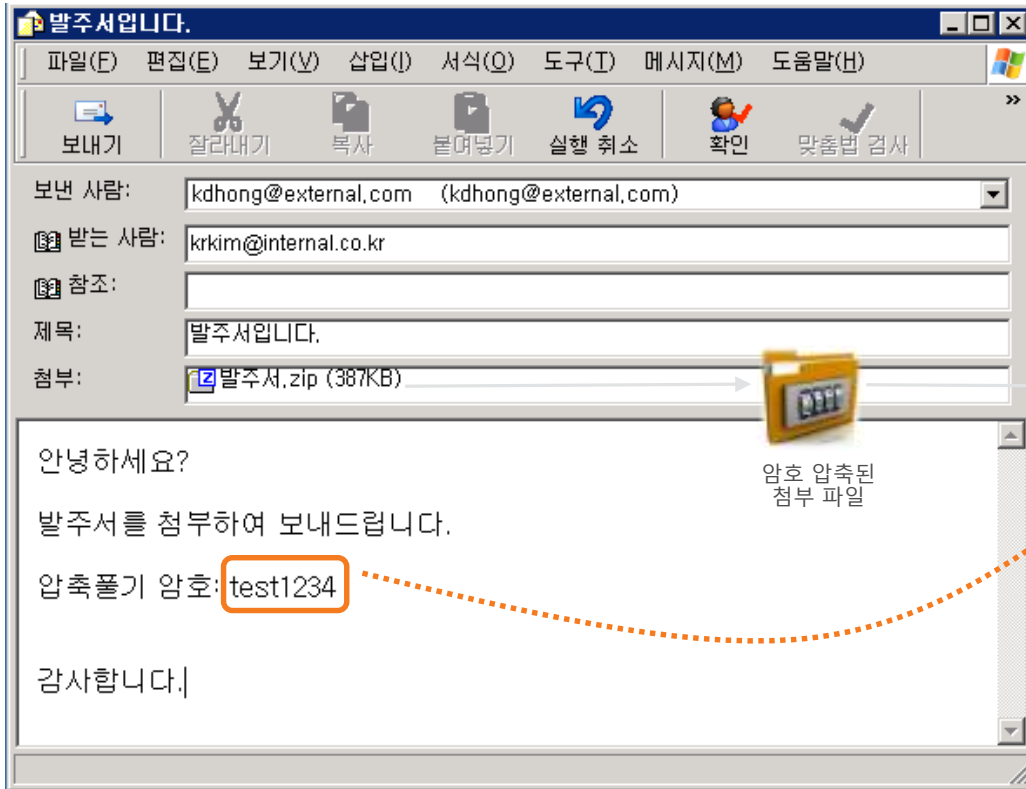 발주서입니다.
파일(F) 편집(E) 보기(V) 삽입(I) 서식(O) 도구(T) 메시지(M) 도움말(H)
보내기 잘라내기 복사 붙여넣기 실행 취소 확인 맞춤법 검사 »
보낸 사람: kdhong@external.com (kdhong@external.com)
받는 사람: krkim@internal.co.kr
참조:
제목: 발주서입니다.
첨부: 발주서.zip (387KB)
암호 압축된
첨부 파일
안녕하세요?
발주서를 첨부하여 보내드립니다.
압축풀기 암호: test1234
감사합니다.